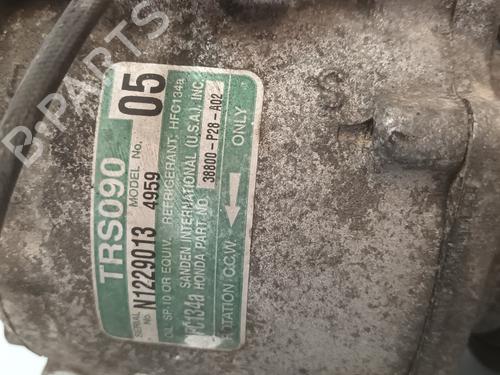 TRS090
05
SERIAL No. N1229013
MODEL No. 4959
OIL SP-10 OR EQUIV. REFRIGERANT: HFC134a
SANDEN INTERNATIONAL (U.S.A.), INC.
HFC134a HONDA PART NO. 38800-P28-A02
ROTATION C.C.W. ONLY
B-PARTS